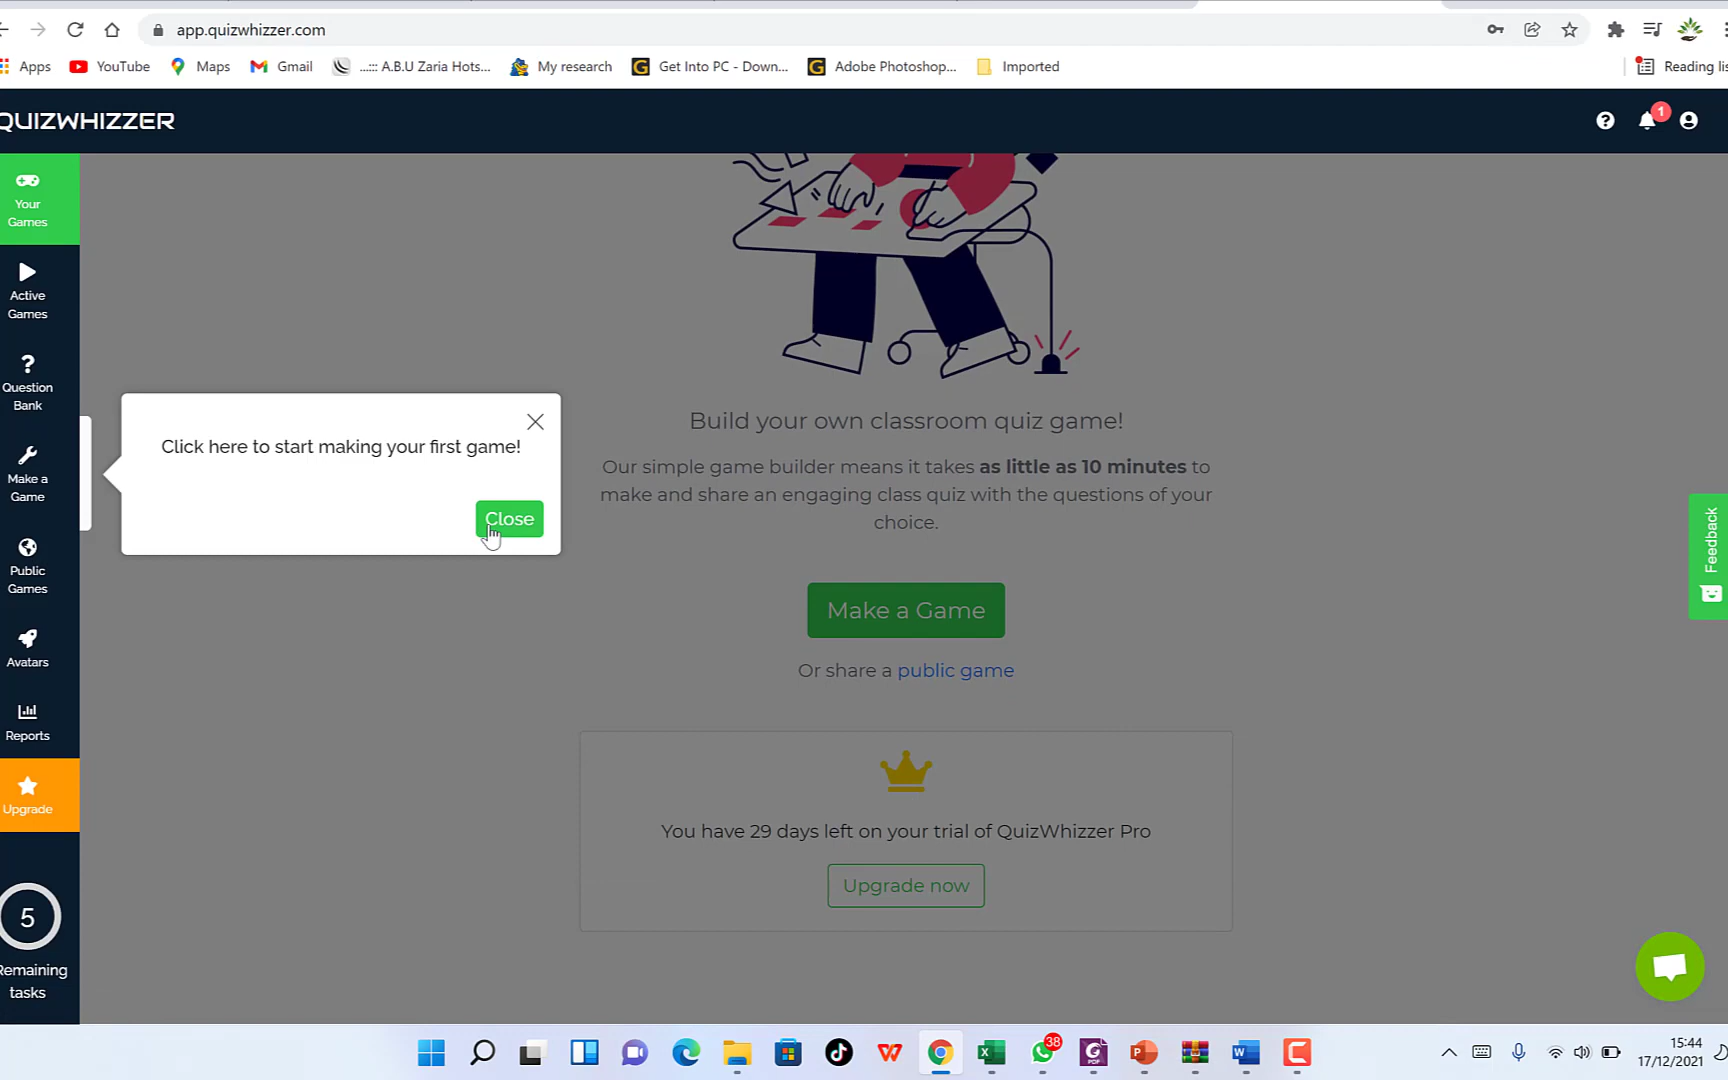 app.quizwhizzer.com
Apps YouTube Maps Gmail ..::: A.B.U Zaria Hots... My research Get Into PC - Down... Adobe Photoshop... Imported Reading lis
QUIZWHIZZER
1
Your
Games
Active
Games
Question
Bank
Make a
Game
Public
Games
Avatars
Reports
Upgrade
5
Remaining
tasks
Click here to start making your first game!
Close
Build your own classroom quiz game!
Our simple game builder means it takes as little as 10 minutes to
make and share an engaging class quiz with the questions of your
choice.
Make a Game
Or share a public game
You have 29 days left on your trial of QuizWhizzer Pro
Upgrade now
Feedback
38
15:44
17/12/2021